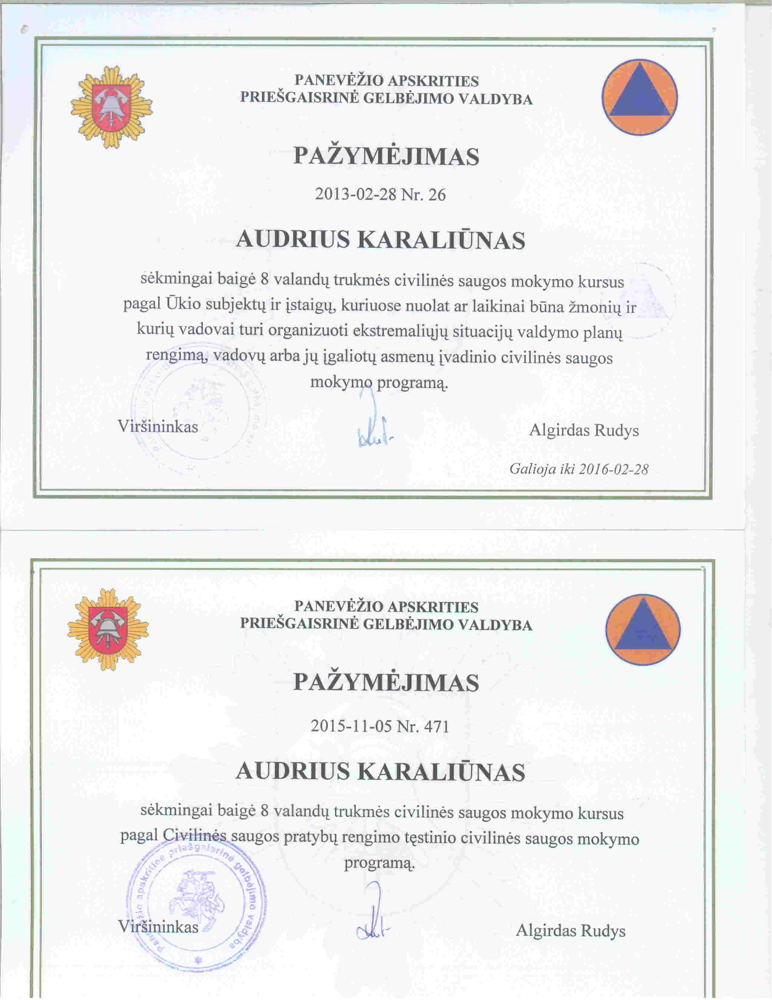 PANEVĖŽIO APSKRITIES
PRIEŠGAISRINĖ GELBĖJIMO VALDYBA
PAŽYMĖJIMAS
2013-02-28 Nr. 26
AUDRIUS KARALIŪNAS
sėkmingai baigė 8 valandų trukmės civilinės saugos mokymo kursus
pagal Ūkio subjektų ir įstaigų, kuriuose nuolat ar laikinai būna žmonių ir
kurių vadovai turi organizuoti ekstremaliųjų situacijų valdymo planų
rengimą, vadovų arba jų įgaliotų asmenų įvadinio civilinės saugos
mokymo programą.
Viršininkas
Algirdas Rudys
Galioja iki 2016-02-28
PANEVĖŽIO APSKRITIES
PRIEŠGAISRINĖ GELBĖJIMO VALDYBA
PAŽYMĖJIMAS
2015-11-05 Nr. 471
AUDRIUS KARALIŪNAS
sėkmingai baigė 8 valandų trukmės civilinės saugos mokymo kursus
pagal Civilinės saugos pratybų rengimo tęstinio civilinės saugos mokymo
programą.
Panevėžio apskrities priešgaisrinė gelbėjimo valdyba
Viršininkas
Algirdas Rudys